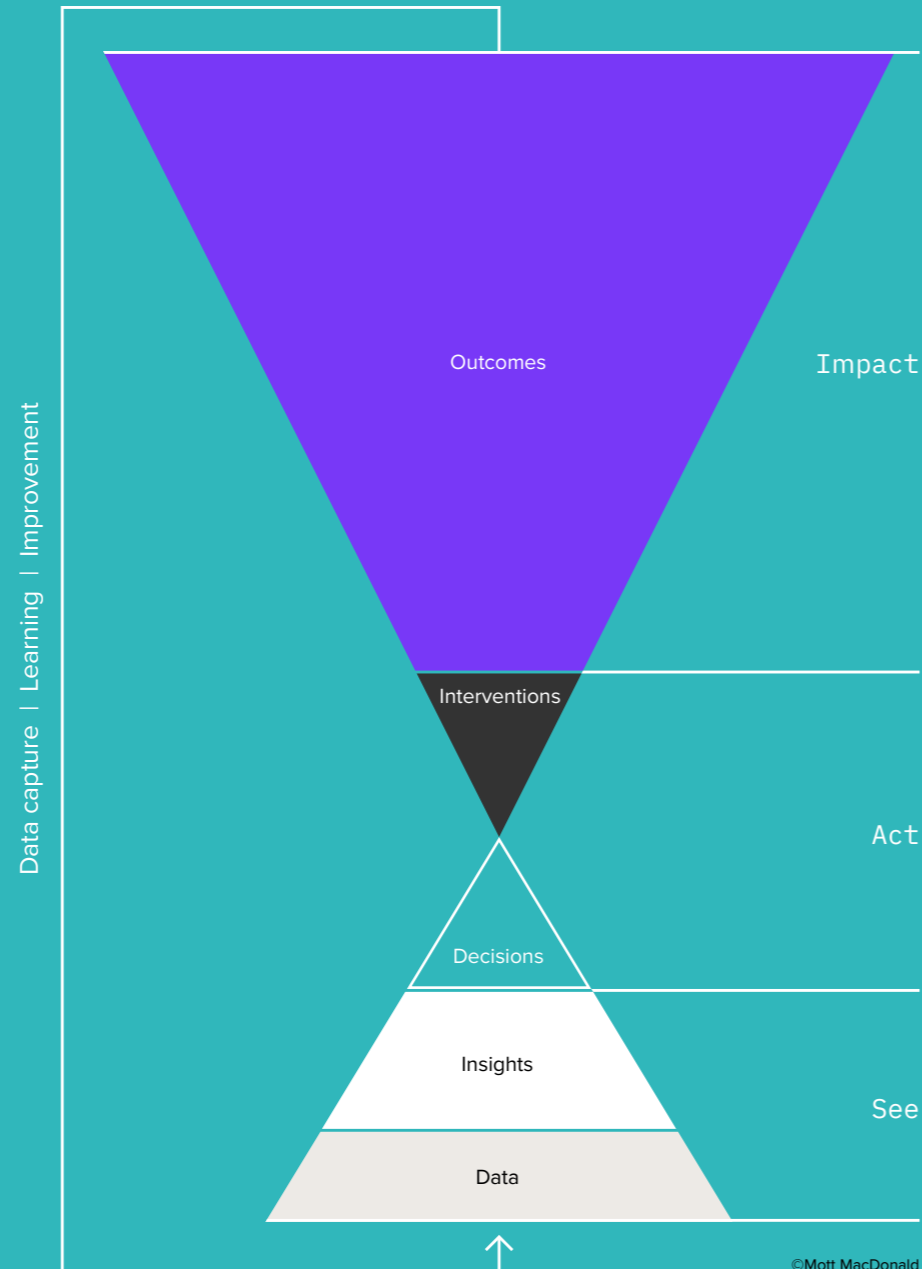 Outcomes
Impact
Data capture | Learning | Improvement
Interventions
Act
Decisions
Insights
See
Data
©Mott MacDonald